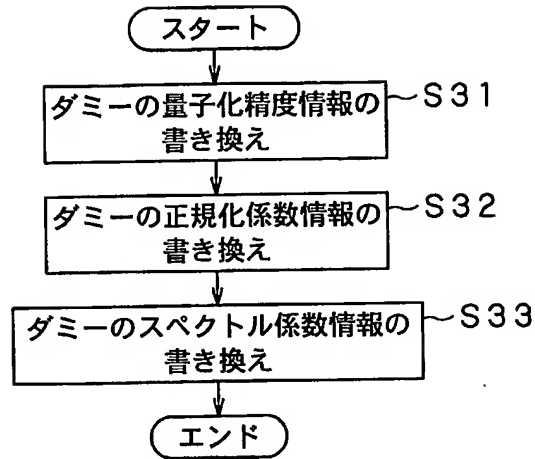 スタート
ダミーの量子化精度情報の
書き換え
S31
ダミーの正規化係数情報の
書き換え
S32
ダミーのスペクトル係数情報の
書き換え
S33
エンド